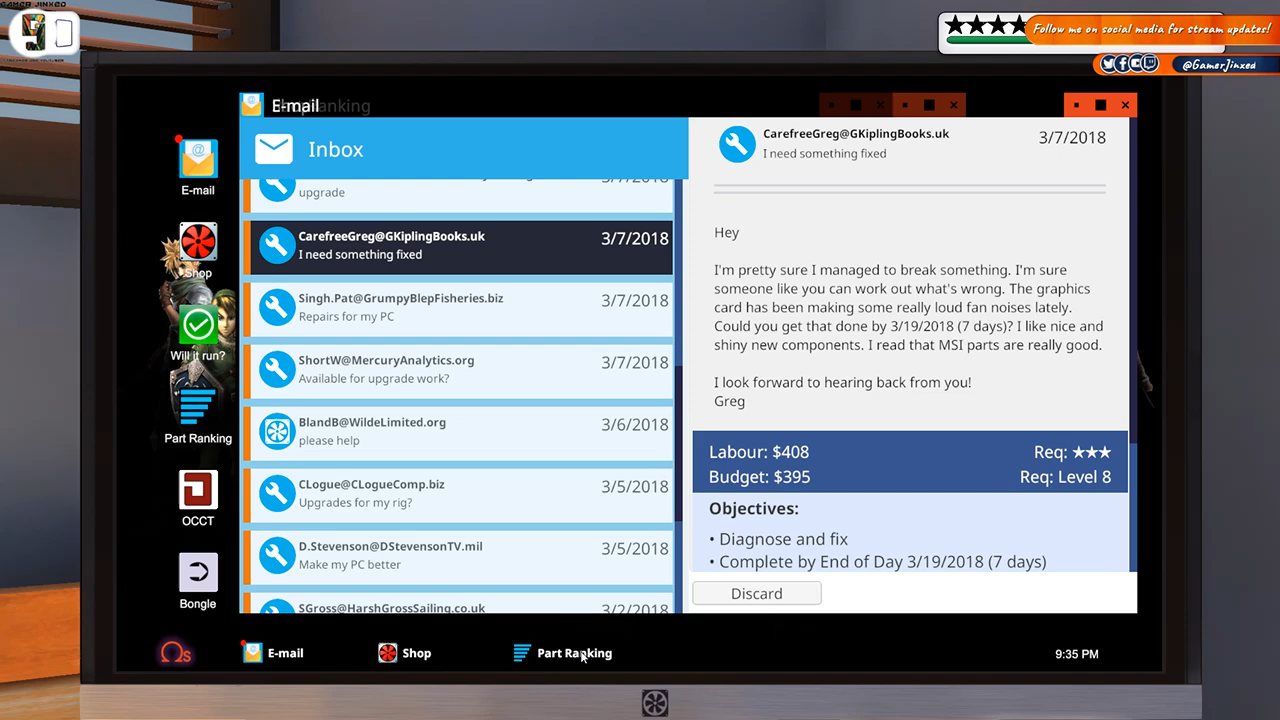 GAMER JINXED
Follow me on social media for stream updates!
@GamerJinxed
E-mail
Inbox
upgrade
3/7/2018
CarefreeGreg@GKiplingBooks.uk
3/7/2018
I need something fixed
Singh.Pat@GrumpyBlepFisheries.biz
3/7/2018
Repairs for my PC
ShortW@MercuryAnalytics.org
3/7/2018
Available for upgrade work?
BlandB@WildeLimited.org
3/6/2018
please help
CLogue@CLogueComp.biz
3/5/2018
Upgrades for my rig?
D.Stevenson@DStevensonTV.mil
3/5/2018
Make my PC better
SGross@HarshGrossSailing.co.uk
3/2/2018
CarefreeGreg@GKiplingBooks.uk
3/7/2018
I need something fixed
Hey
I'm pretty sure I managed to break something. I'm sure
someone like you can work out what's wrong. The graphics
card has been making some really loud fan noises lately.
Could you get that done by 3/19/2018 (7 days)? I like nice and
shiny new components. I read that MSI parts are really good.
I look forward to hearing back from you!
Greg
Labour: $408
Req: ★★★
Budget: $395
Req: Level 8
Objectives:
• Diagnose and fix
• Complete by End of Day 3/19/2018 (7 days)
Discard
E-mail
Shop
Will it run?
Part Ranking
OCCT
Bongle
Ωs
E-mail
Shop
Part Ranking
9:35 PM